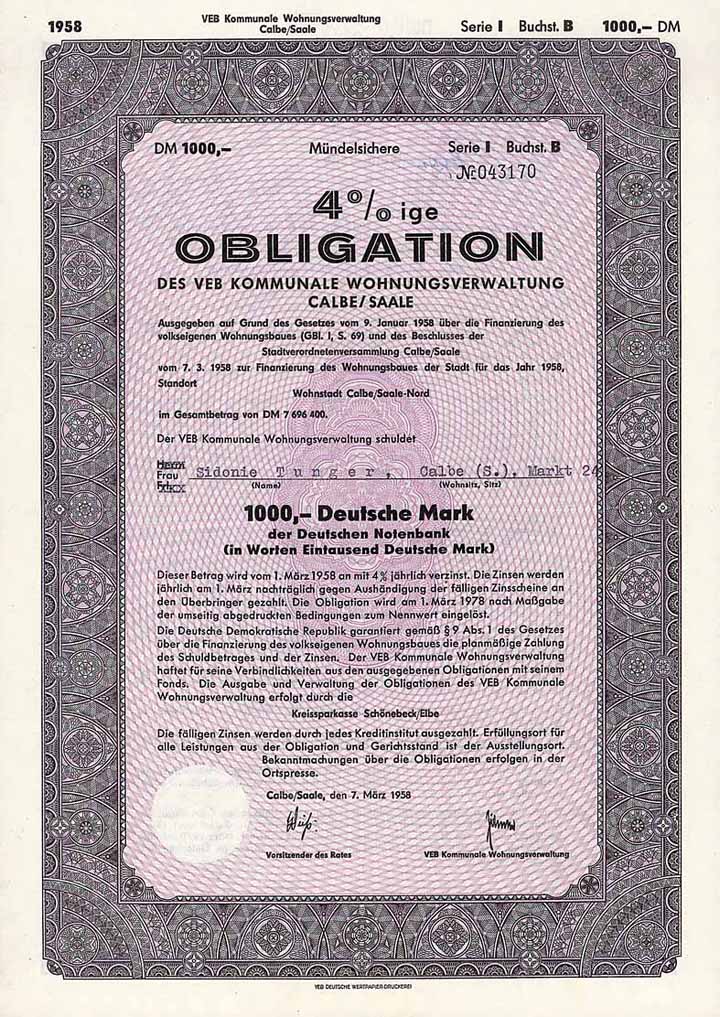 1958
VEB Kommunale Wohnungsverwaltung
Calbe/Saale
Serie I Buchst. B 1000,– DM
DM 1000,–
Mündelsichere
Serie I Buchst. B
№ 043170
4%ige
OBLIGATION
DES VEB KOMMUNALE WOHNUNGSVERWALTUNG
CALBE/SAALE
Ausgegeben auf Grund des Gesetzes vom 9. Januar 1958 über die Finanzierung des
volkseigenen Wohnungsbaues (GBl. I, S. 69) und des Beschlusses der
Stadtverordnetenversammlung Calbe/Saale
vom 7. 3. 1958 zur Finanzierung des Wohnungsbaues der Stadt für das Jahr 1958,
Standort
Wohnstadt Calbe/Saale-Nord
im Gesamtbetrag von DM 7 696 400.
Der VEB Kommunale Wohnungsverwaltung schuldet
Herrn
Frau Sidonie Tunger, Calbe (S.), Markt 24
(Name) (Wohnsitz, Sitz)
1000,– Deutsche Mark
der Deutschen Notenbank
(in Worten Eintausend Deutsche Mark)
Dieser Betrag wird vom 1. März 1958 an mit 4% jährlich verzinst. Die Zinsen werden
jährlich am 1. März nachträglich gegen Aushändigung der fälligen Zinsscheine an
den Überbringer gezahlt. Die Obligation wird am 1. März 1978 nach Maßgabe
der umseitig abgedruckten Bedingungen zum Nennwert eingelöst.
Die Deutsche Demokratische Republik garantiert gemäß § 9 Abs. 1 des Gesetzes
über die Finanzierung des volkseigenen Wohnungsbaues die planmäßige Zahlung
des Schuldbetrages und der Zinsen. Der VEB Kommunale Wohnungsverwaltung
haftet für seine Verbindlichkeiten aus den ausgegebenen Obligationen mit seinem
Fonds. Die Ausgabe und Verwaltung der Obligationen des VEB Kommunale
Wohnungsverwaltung erfolgt durch die
Kreissparkasse Schönebeck/Elbe
Die fälligen Zinsen werden durch jedes Kreditinstitut ausgezahlt. Erfüllungsort für
alle Leistungen aus der Obligation und Gerichtsstand ist der Ausstellungsort.
Bekanntmachungen über die Obligationen erfolgen in der
Ortspresse.
Calbe/Saale, den 7. März 1958
Vorsitzender des Rates
VEB Kommunale Wohnungsverwaltung
VEB DEUTSCHE WERTPAPIER-DRUCKEREI